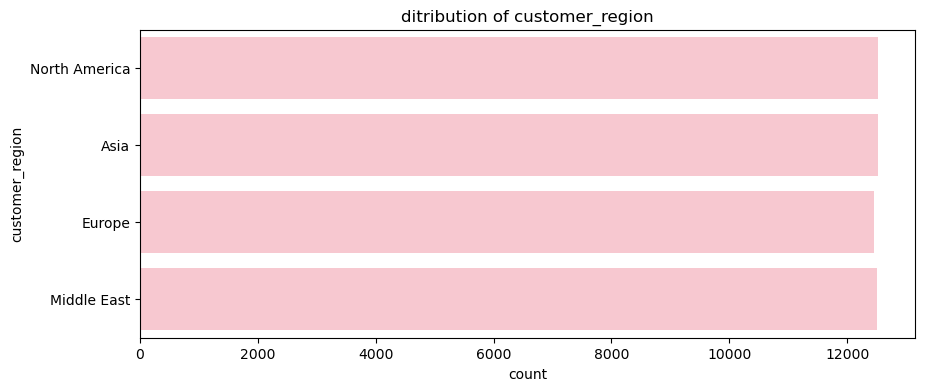 ditribution of customer_region
customer_region
North America
Asia
Europe
Middle East
0 2000 4000 6000 8000 10000 12000
count